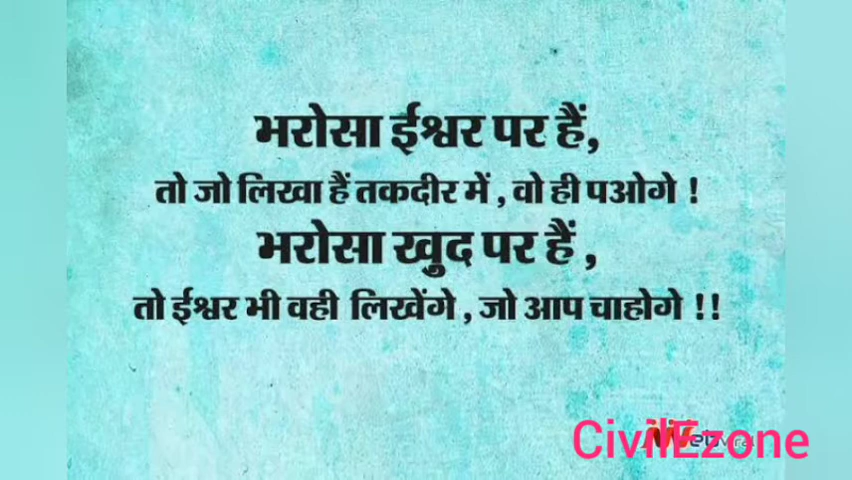 भरोसा ईश्वर पर हैं,
तो जो लिखा हैं तकदीर में , वो ही पओगे !
भरोसा खुद पर हैं ,
तो ईश्वर भी वही लिखेंगे , जो आप चाहोगे !!
CivilEzone